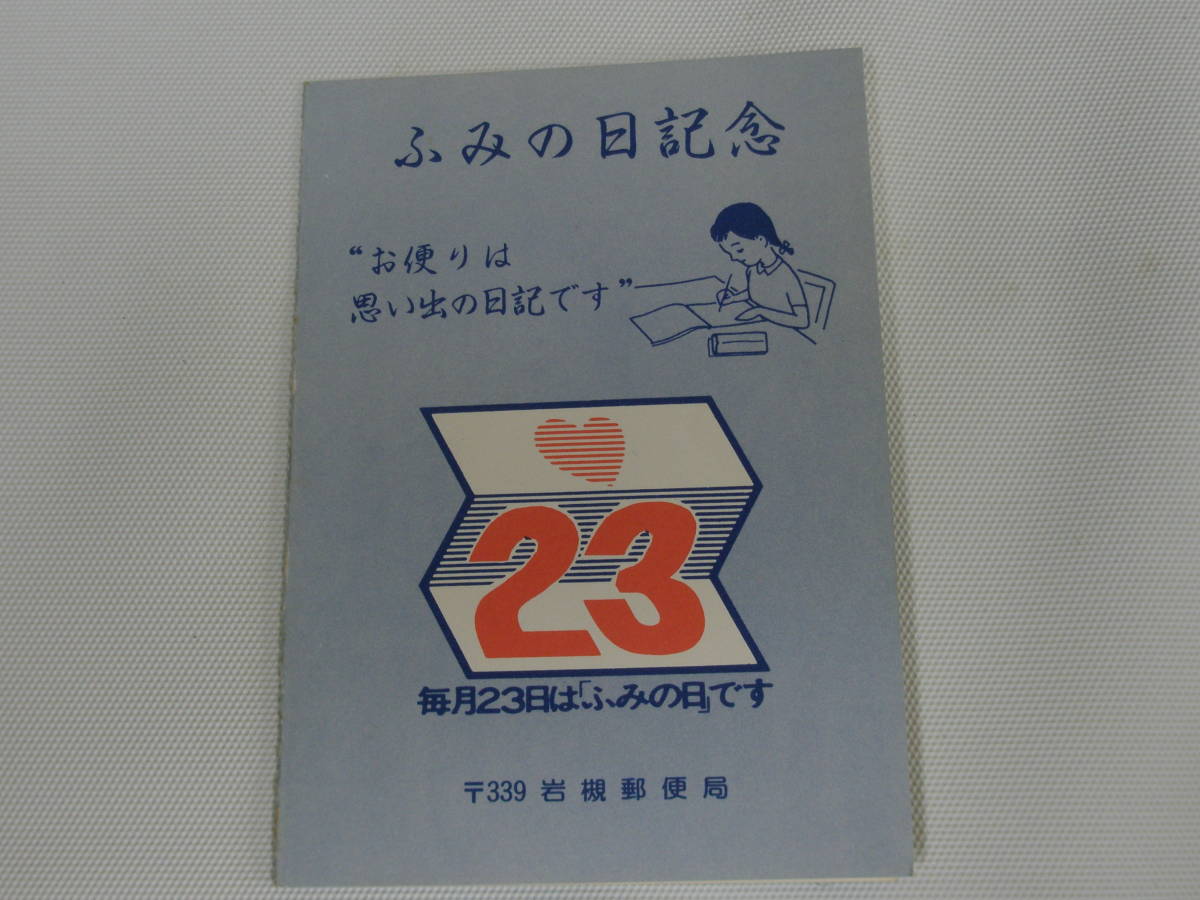 ふみの日記念
“お便りは
思い出の日記です”
23
毎月23日は「ふみの日」です
〒339 岩槻郵便局